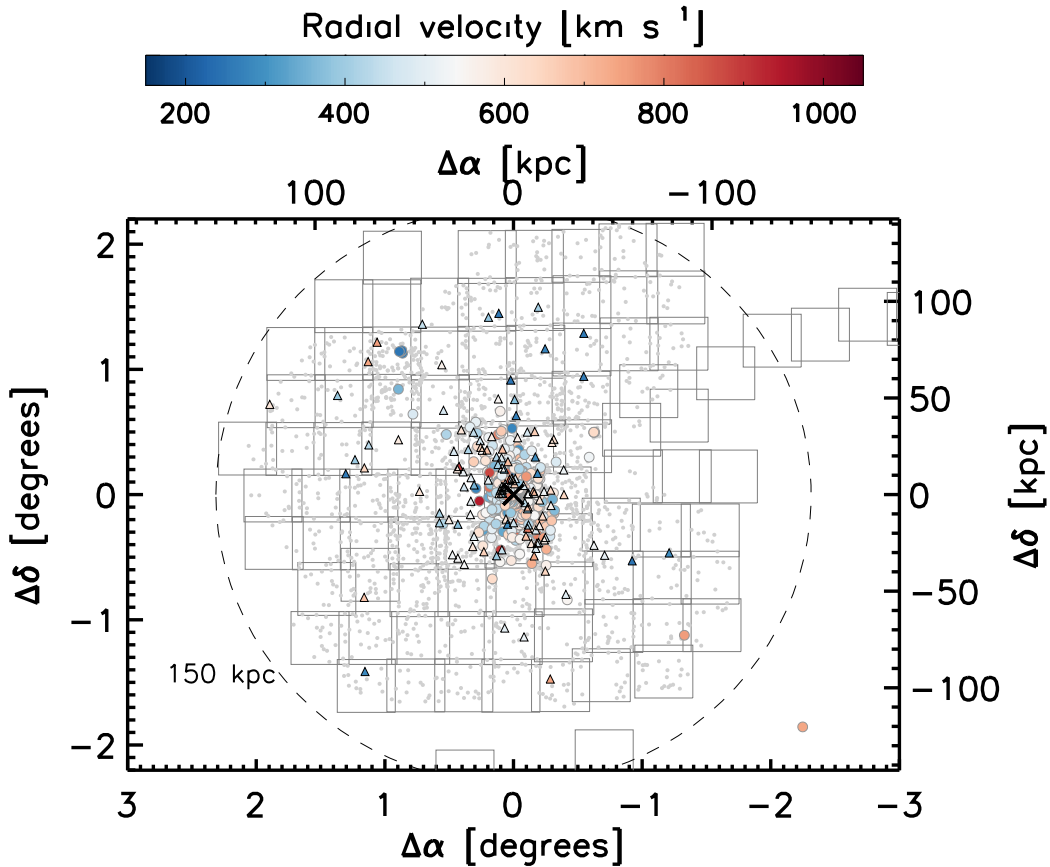 Radial velocity [km s ¹]
200 400 600 800 1000
Δα [kpc]
100 0 −100
2
1
0
−1
−2
Δδ [degrees]
100
50
0
−50
−100
Δδ [kpc]
150 kpc
3 2 1 0 −1 −2 −3
Δα [degrees]